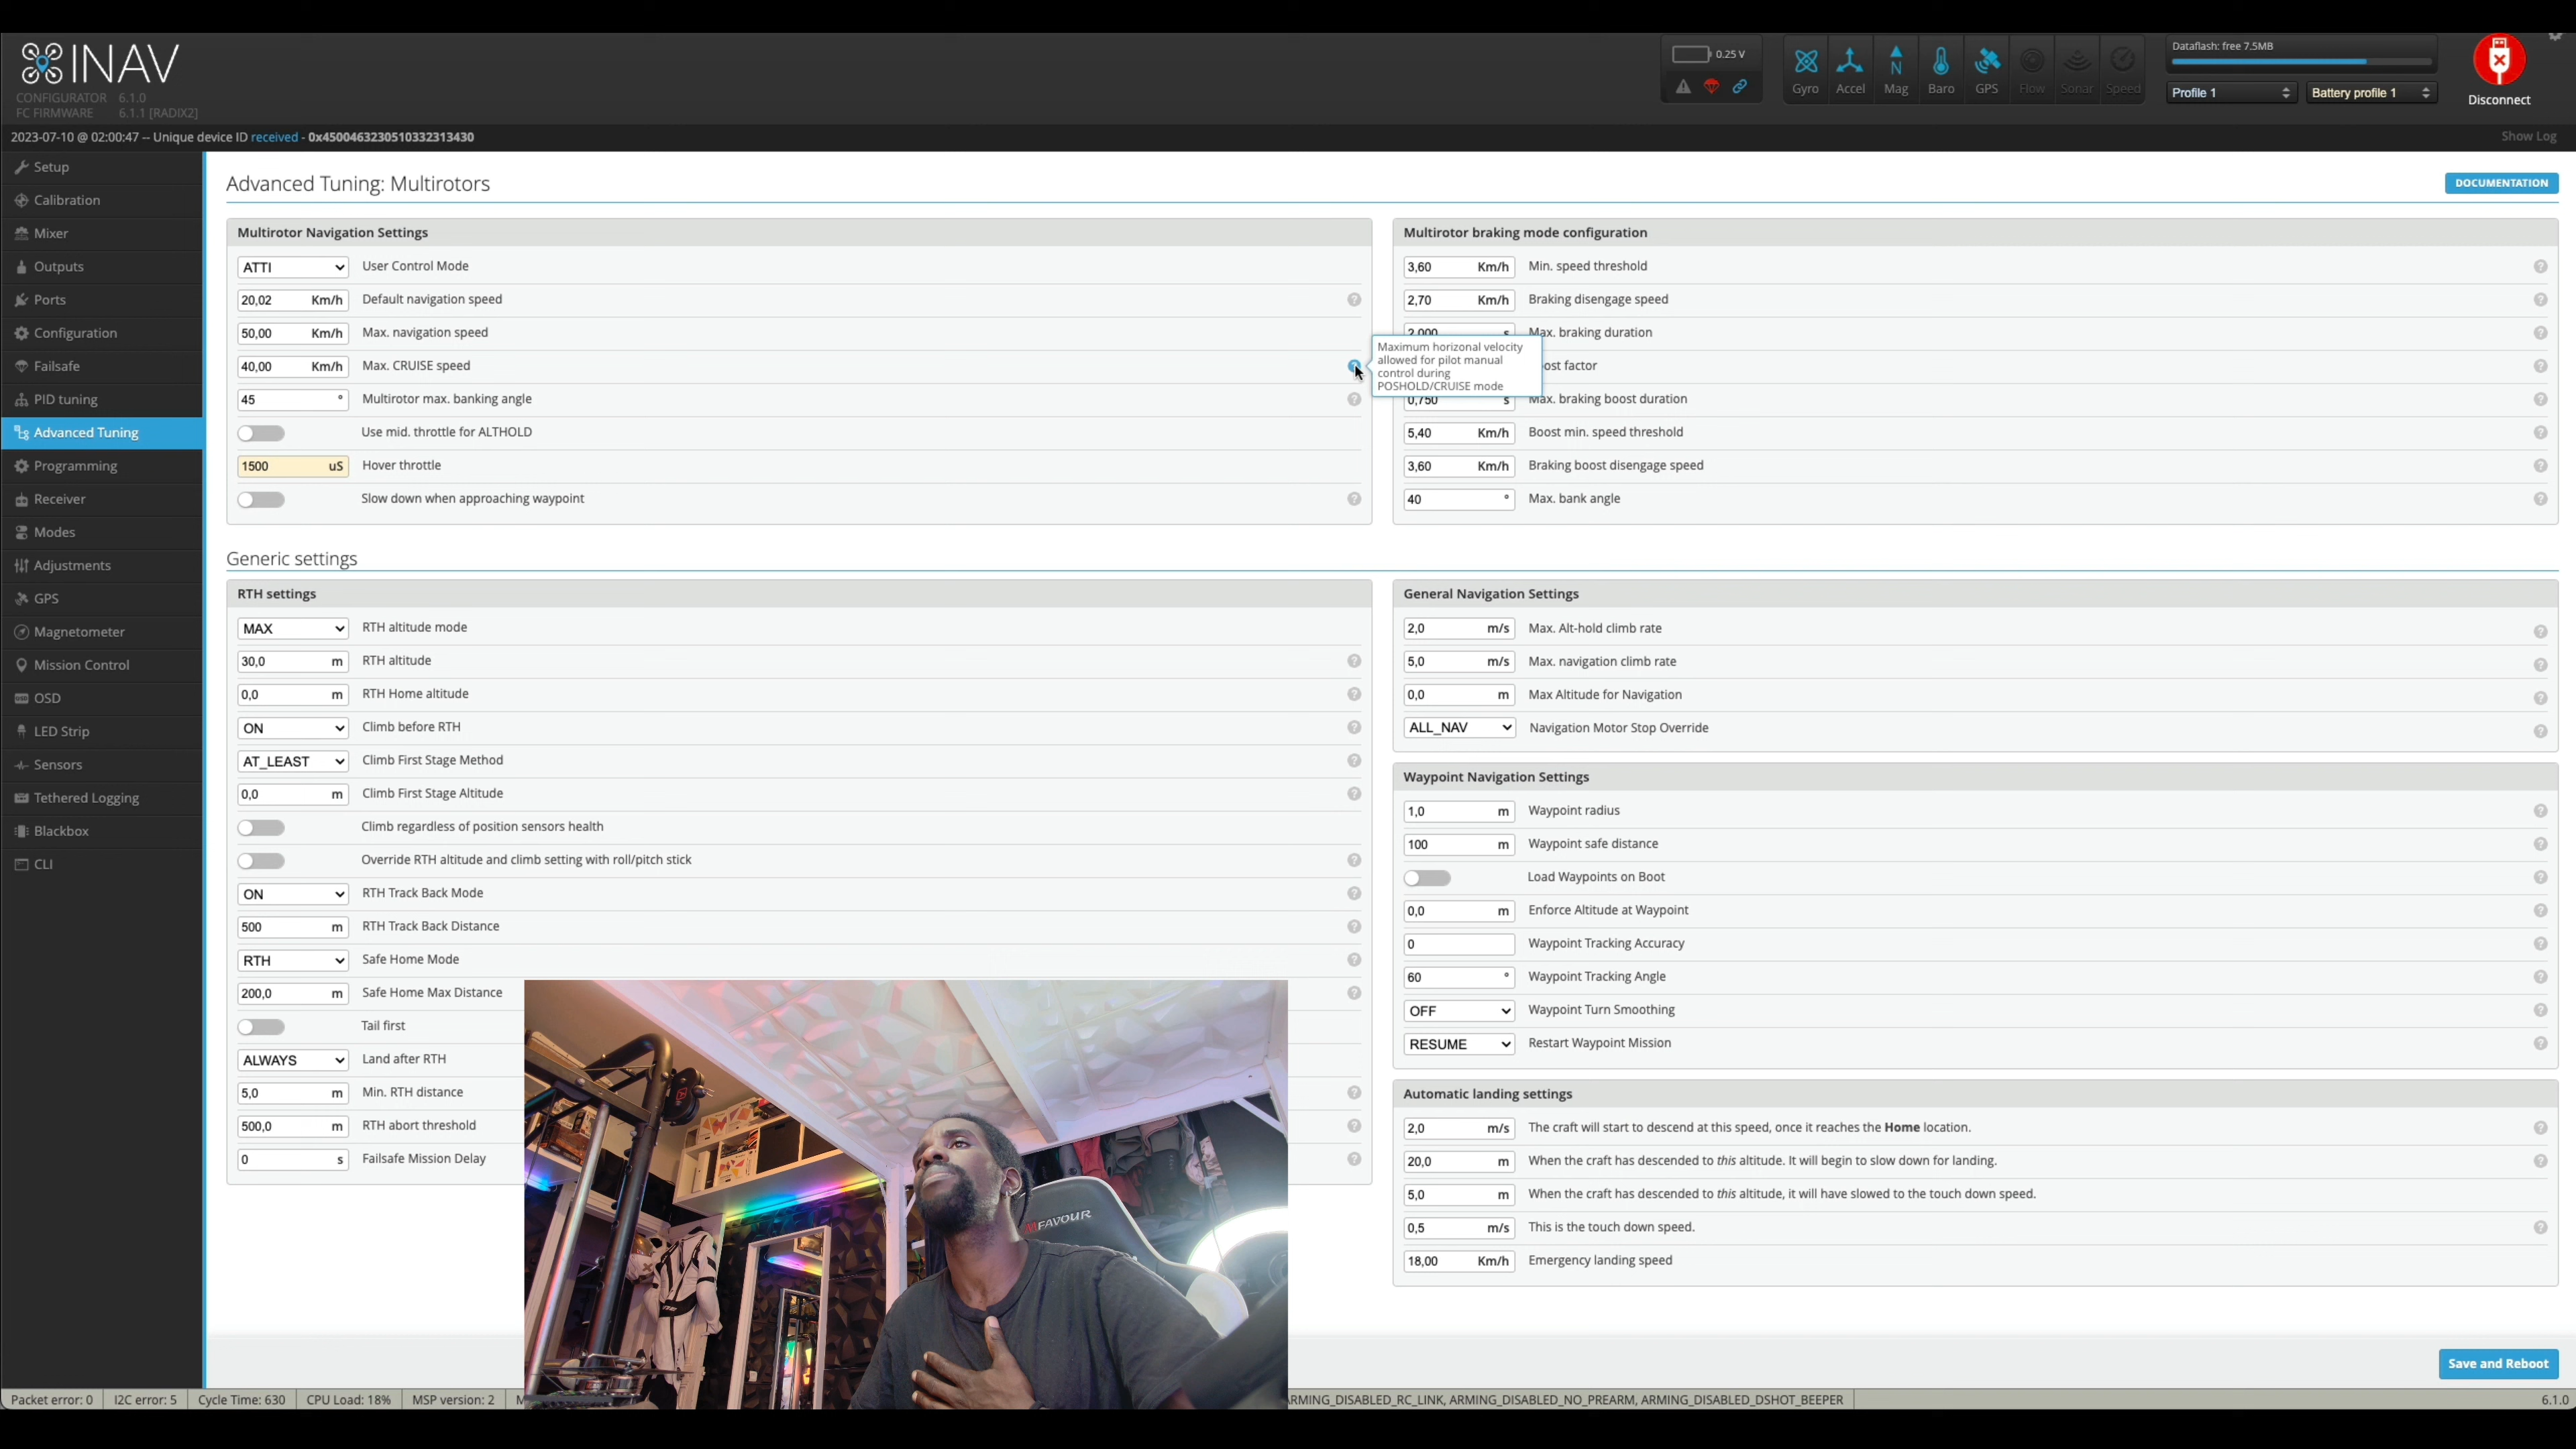 INAV
CONFIGURATOR 6.1.0
FC FIRMWARE 6.1.1 [RADIX2]
0.25 V
Gyro
Accel
Mag
Baro
GPS
Flow
Sonar
Speed
Dataflash: free 7.5MB
Profile 1
Battery profile 1
Disconnect
2023-07-10 @ 02:00:47 -- Unique device ID received - 0x4500463230510332313430
Show Log
Setup
Calibration
Mixer
Outputs
Ports
Configuration
Failsafe
PID tuning
Advanced Tuning
Programming
Receiver
Modes
Adjustments
GPS
Magnetometer
Mission Control
OSD
LED Strip
Sensors
Tethered Logging
Blackbox
CLI
Advanced Tuning: Multirotors
DOCUMENTATION
Multirotor Navigation Settings
ATTI User Control Mode
20,02 Km/h Default navigation speed
50,00 Km/h Max. navigation speed
40,00 Km/h Max. CRUISE speed
45 ° Multirotor max. banking angle
Use mid. throttle for ALTHOLD
1500 uS Hover throttle
Slow down when approaching waypoint
Maximum horizonal velocity
allowed for pilot manual
control during
POSHOLD/CRUISE mode
Multirotor braking mode configuration
3,60 Km/h Min. speed threshold
2,70 Km/h Braking disengage speed
2,000 s Max. braking duration
ost factor
0,750 s Max. braking boost duration
5,40 Km/h Boost min. speed threshold
3,60 Km/h Braking boost disengage speed
40 ° Max. bank angle
Generic settings
RTH settings
MAX RTH altitude mode
30,0 m RTH altitude
0,0 m RTH Home altitude
ON Climb before RTH
AT_LEAST Climb First Stage Method
0,0 m Climb First Stage Altitude
Climb regardless of position sensors health
Override RTH altitude and climb setting with roll/pitch stick
ON RTH Track Back Mode
500 m RTH Track Back Distance
RTH Safe Home Mode
200,0 m Safe Home Max Distance
Tail first
ALWAYS Land after RTH
5,0 m Min. RTH distance
500,0 m RTH abort threshold
0 s Failsafe Mission Delay
General Navigation Settings
2,0 m/s Max. Alt-hold climb rate
5,0 m/s Max. navigation climb rate
0,0 m Max Altitude for Navigation
ALL_NAV Navigation Motor Stop Override
Waypoint Navigation Settings
1,0 m Waypoint radius
100 m Waypoint safe distance
Load Waypoints on Boot
0,0 m Enforce Altitude at Waypoint
0 Waypoint Tracking Accuracy
60 ° Waypoint Tracking Angle
OFF Waypoint Turn Smoothing
RESUME Restart Waypoint Mission
Automatic landing settings
2,0 m/s The craft will start to descend at this speed, once it reaches the Home location.
20,0 m When the craft has descended to this altitude. It will begin to slow down for landing.
5,0 m When the craft has descended to this altitude, it will have slowed to the touch down speed.
0,5 m/s This is the touch down speed.
18,00 Km/h Emergency landing speed
MFAVOUR
Save and Reboot
Packet error: 0 I2C error: 5 Cycle Time: 630 CPU Load: 18% MSP version: 2 M
ARMING_DISABLED_RC_LINK, ARMING_DISABLED_NO_PREARM, ARMING_DISABLED_DSHOT_BEEPER
6.1.0